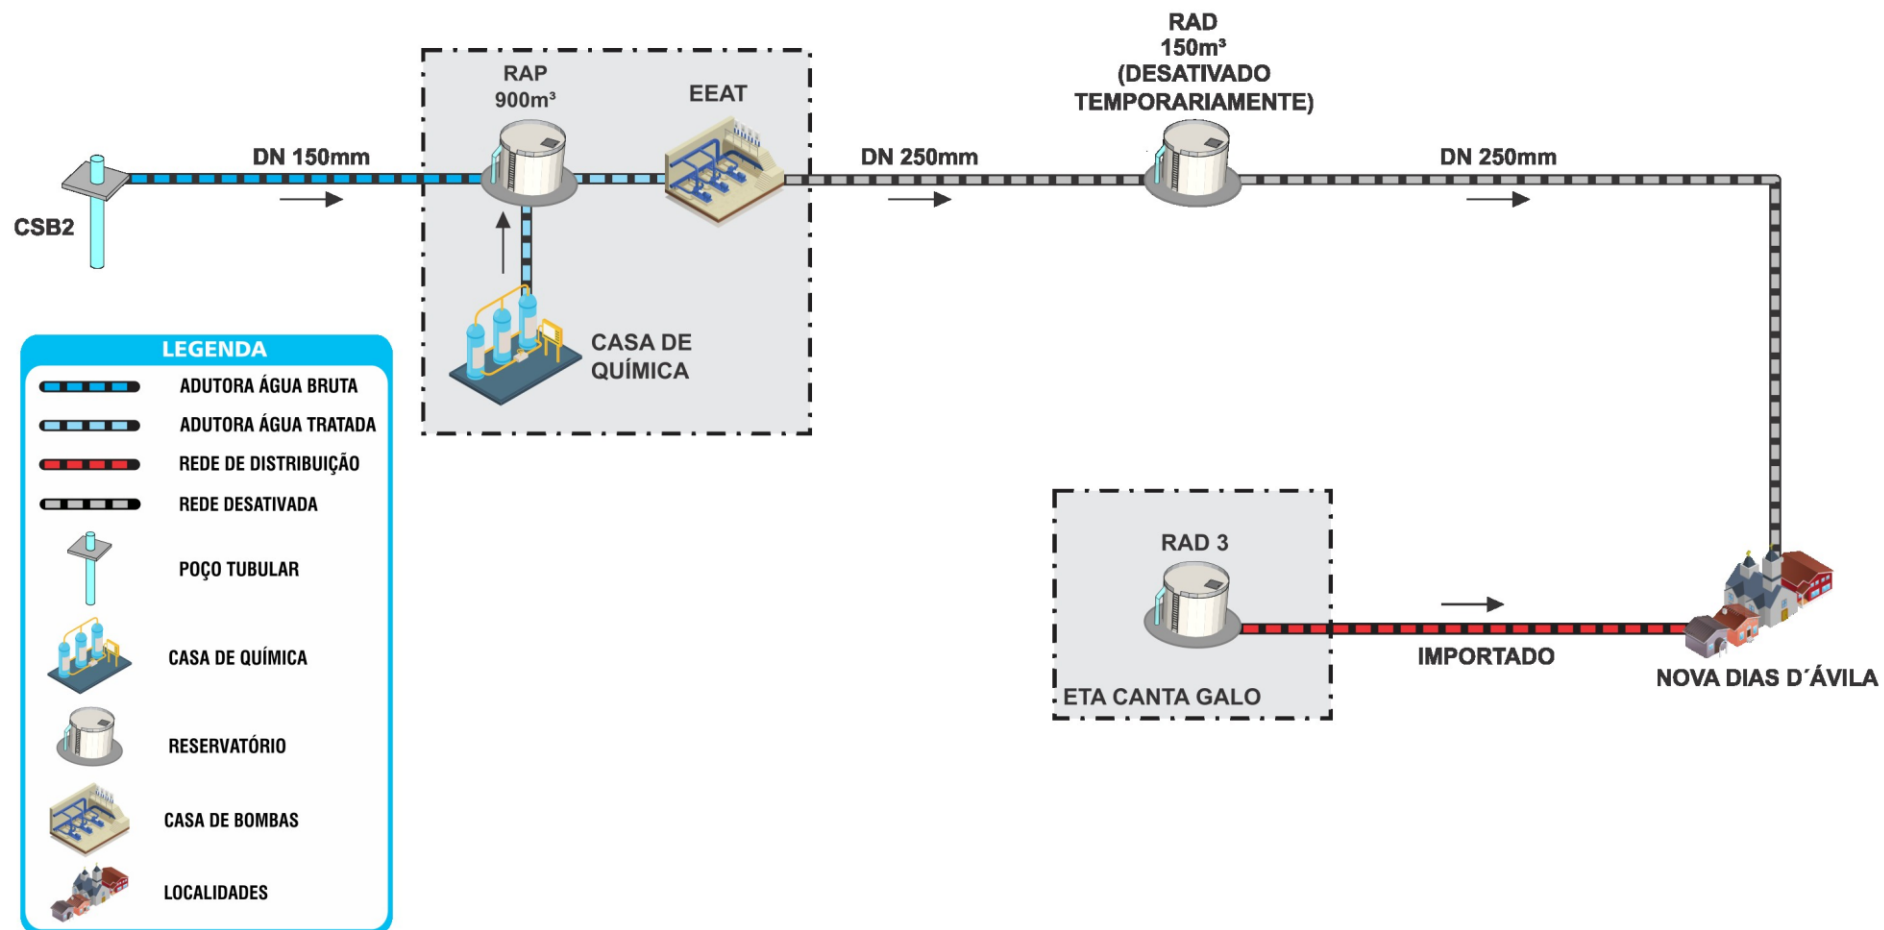 RAD
150m³
(DESATIVADO
TEMPORARIAMENTE)
RAP
900m³
EEAT
DN 150mm
DN 250mm
DN 250mm
CSB2
CASA DE
QUÍMICA
LEGENDA
ADUTORA ÁGUA BRUTA
ADUTORA ÁGUA TRATADA
REDE DE DISTRIBUIÇÃO
REDE DESATIVADA
POÇO TUBULAR
CASA DE QUÍMICA
RESERVATÓRIO
CASA DE BOMBAS
LOCALIDADES
RAD 3
ETA CANTA GALO
IMPORTADO
NOVA DIAS D´ÁVILA